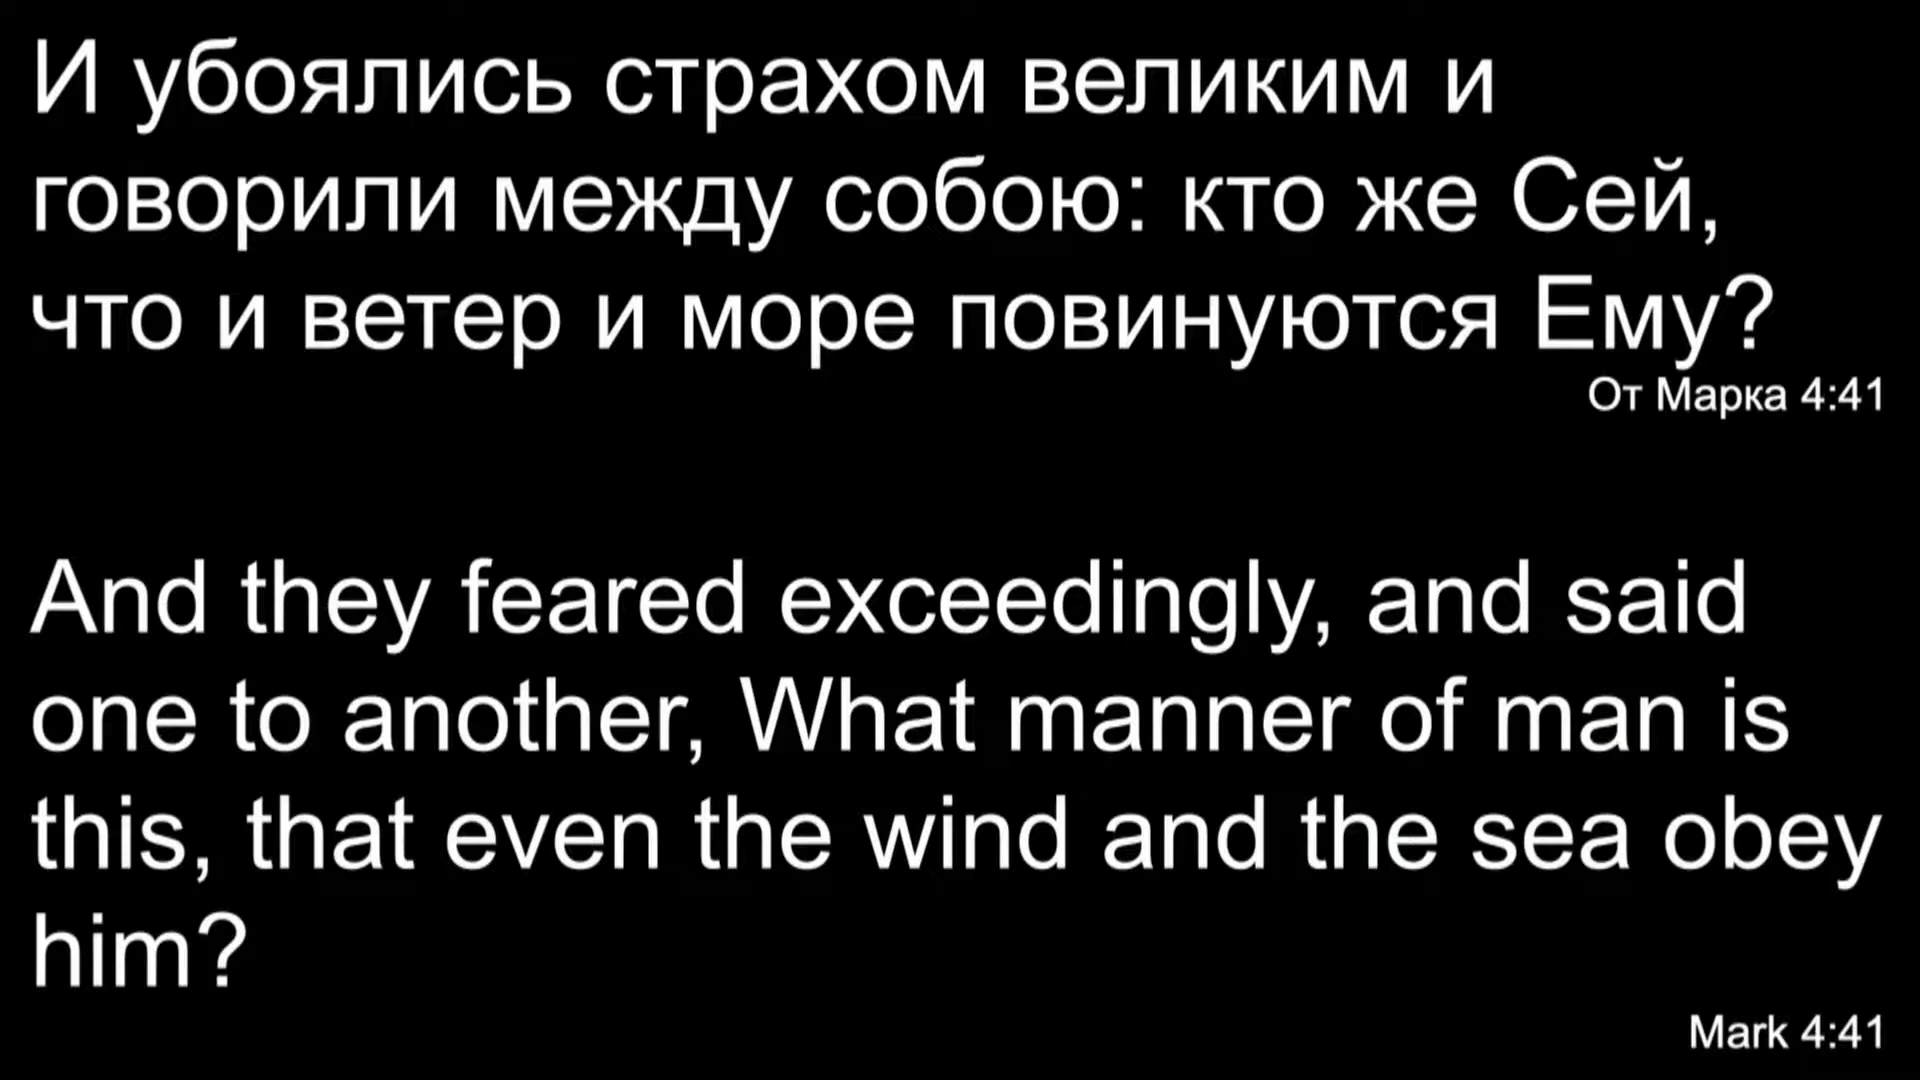 И убоялись страхом великим и
говорили между собою: кто же Сей,
что и ветер и море повинуются Ему?
От Марка 4:41
And they feared exceedingly, and said
one to another, What manner of man is
this, that even the wind and the sea obey
him?
Mark 4:41